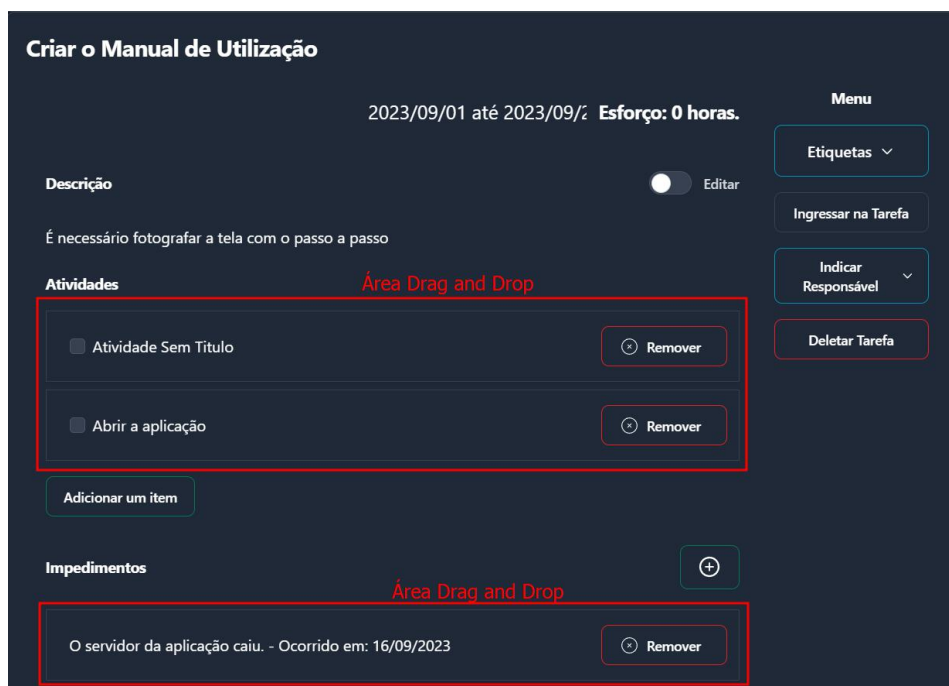 Criar o Manual de Utilização
2023/09/01 até 2023/09/2 Esforço: 0 horas.
Menu
Etiquetas
Descrição
Editar
Ingressar na Tarefa
É necessário fotografar a tela com o passo a passo
Indicar
Responsável
Atividades
Área Drag and Drop
Deletar Tarefa
Atividade Sem Titulo
Remover
Abrir a aplicação
Remover
Adicionar um item
Impedimentos
Área Drag and Drop
O servidor da aplicação caiu. - Ocorrido em: 16/09/2023
Remover